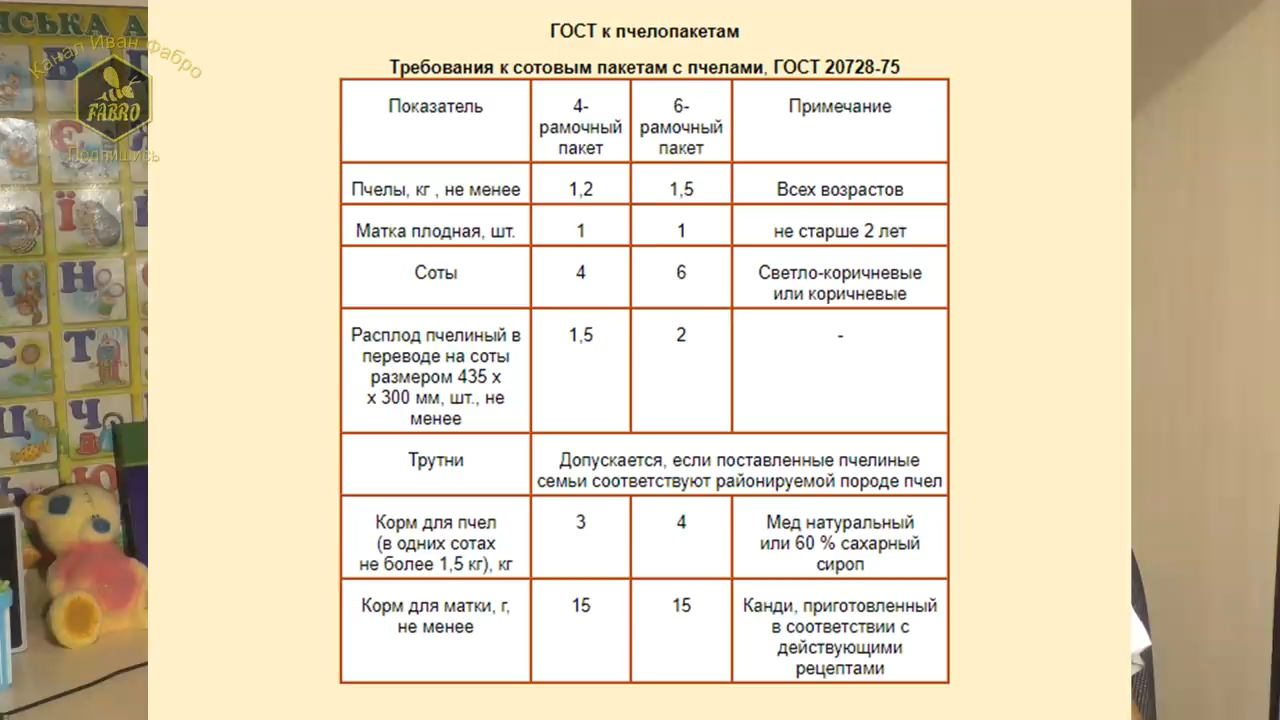 СЬКА А
Канал Иван Фабро
FABRO
Подпишись
ГОСТ к пчелопакетам
Требования к сотовым пакетам с пчелами, ГОСТ 20728-75
Показатель
4-
рамочный
пакет
6-
рамочный
пакет
Примечание
Пчелы, кг , не менее
1,2
1,5
Всех возрастов
Матка плодная, шт.
1
1
не старше 2 лет
Соты
4
6
Светло-коричневые
или коричневые
Расплод пчелиный в
переводе на соты
размером 435 х
х 300 мм, шт., не
менее
1,5
2
-
Трутни
Допускается, если поставленные пчелиные
семьи соответствуют районируемой породе пчел
Корм для пчел
(в одних сотах
не более 1,5 кг), кг
3
4
Мед натуральный
или 60 % сахарный
сироп
Корм для матки, г,
не менее
15
15
Канди, приготовленный
в соответствии с
действующими
рецептами
Є
Ї
Н
С
Т
Ц
Ч
Ю